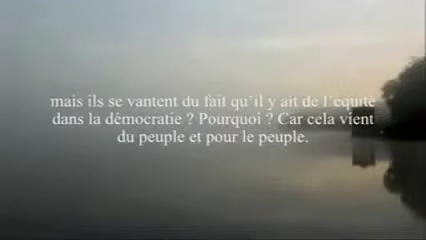 mais ils se vantent du fait qu'il y ait de l'equité
dans la démocratie ? Pourquoi ? Car cela vient
du peuple et pour le peuple.